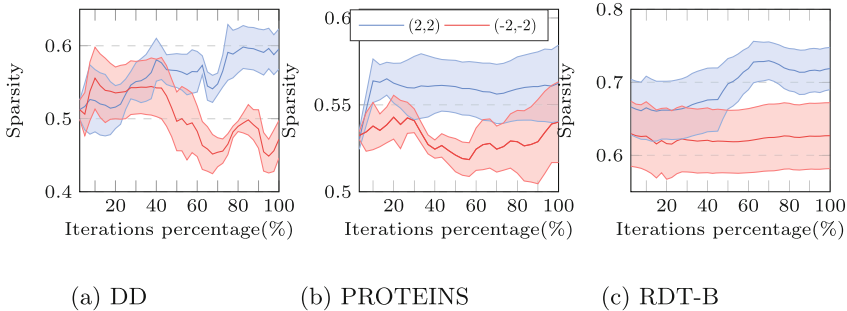 (2,2) (-2,-2)
Sparsity
0.6
0.5
0.4
20 40 60 80 100
Iterations percentage(%)
(a) DD
Sparsity
0.6
0.55
0.5
20 40 60 80 100
Iterations percentage(%)
(b) PROTEINS
Sparsity
0.8
0.7
0.6
20 40 60 80 100
Iterations percentage(%)
(c) RDT-B